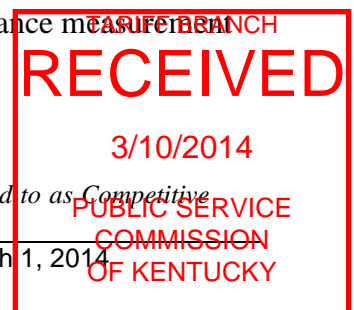 ance measurement
TARIFF BRANCH
RECEIVED
3/10/2014
d to as Competitive
PUBLIC SERVICE
COMMISSION
h 1, 2014
OF KENTUCKY